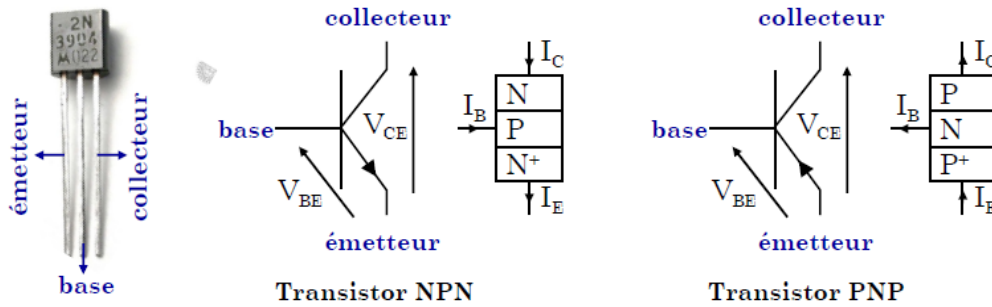 2N
3904
M022
émetteur
collecteur
base
collecteur
base
V_CE
V_BE
émetteur
I_C
I_B
N
P
N⁺
I_E
Transistor NPN
collecteur
base
V_CE
V_BE
émetteur
I_C
I_B
P
N
P⁺
I_E
Transistor PNP